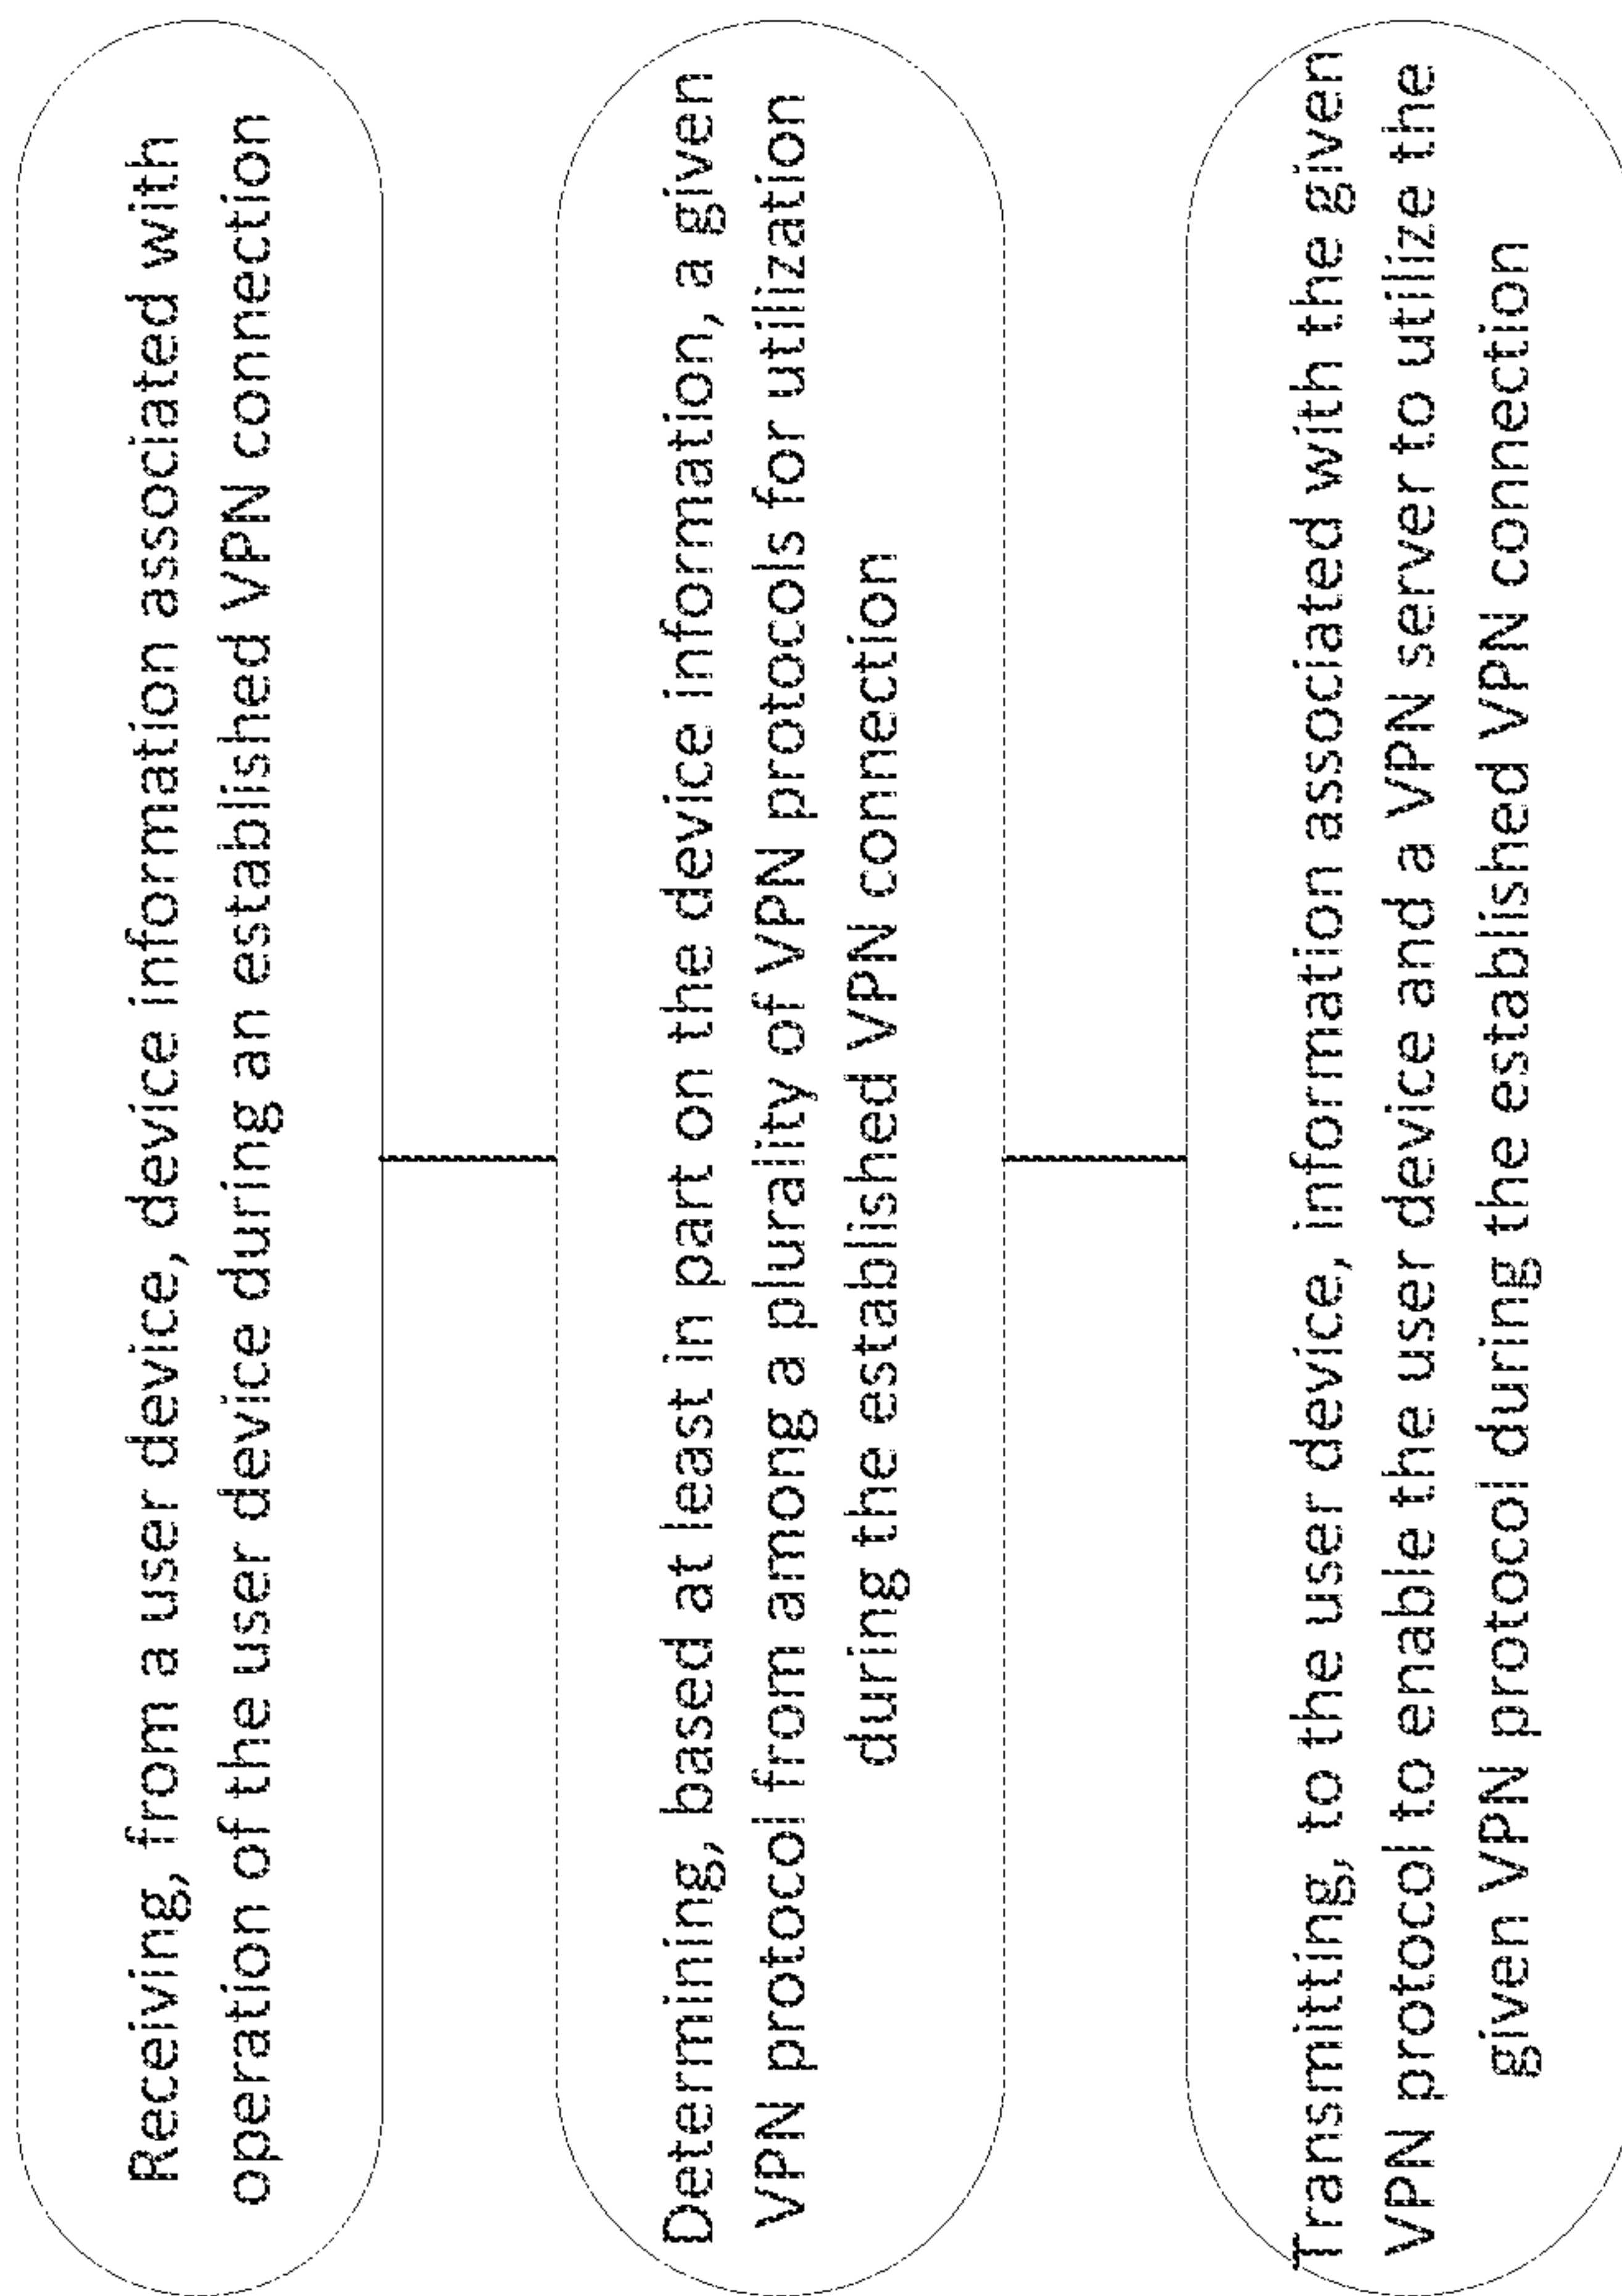 Receiving, from a user device, device information associated with
operation of the user device during an established VPN connection
Determining, based at least in part on the device information, a given
VPN protocol from among a plurality of VPN protocols for utilization
during the established VPN connection
Transmitting, to the user device, information associated with the given
VPN protocol to enable the user device and a VPN server to utilize the
given VPN protocol during the established VPN connection